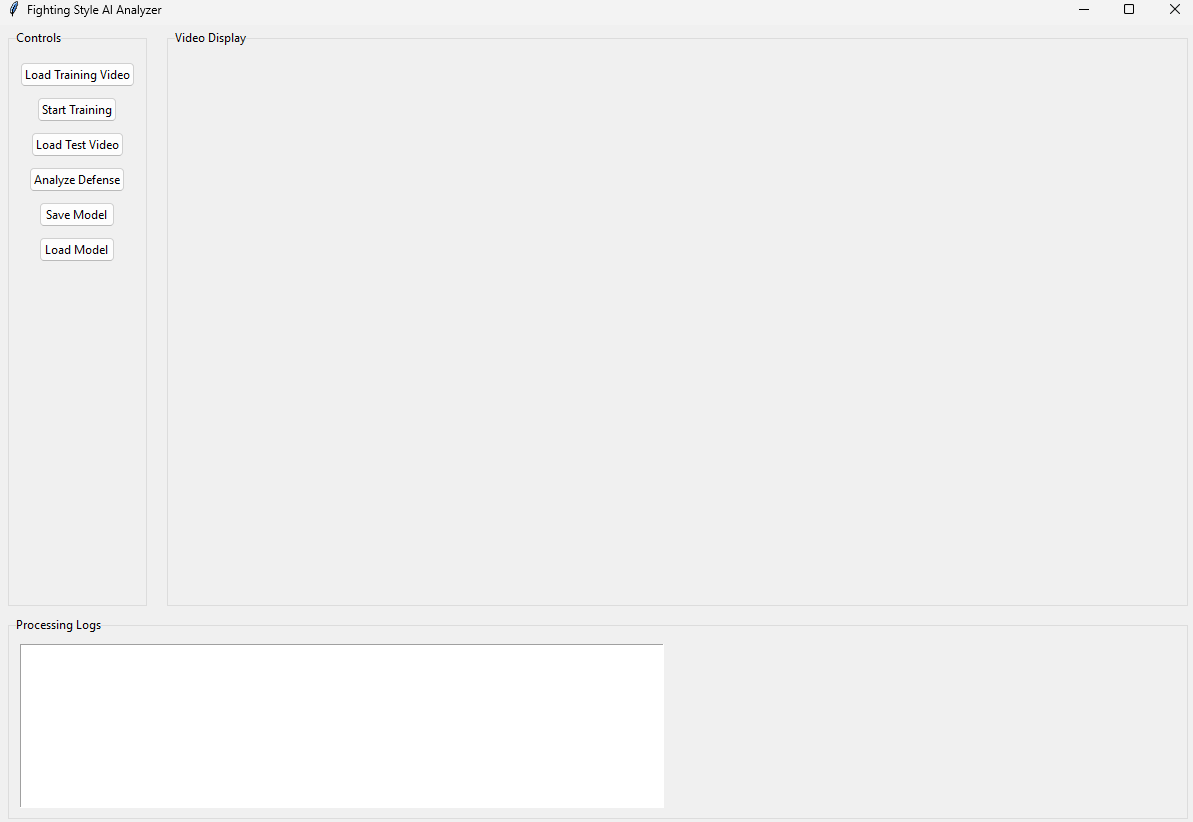 Fighting Style AI Analyzer
Controls
Load Training Video
Start Training
Load Test Video
Analyze Defense
Save Model
Load Model
Video Display
Processing Logs